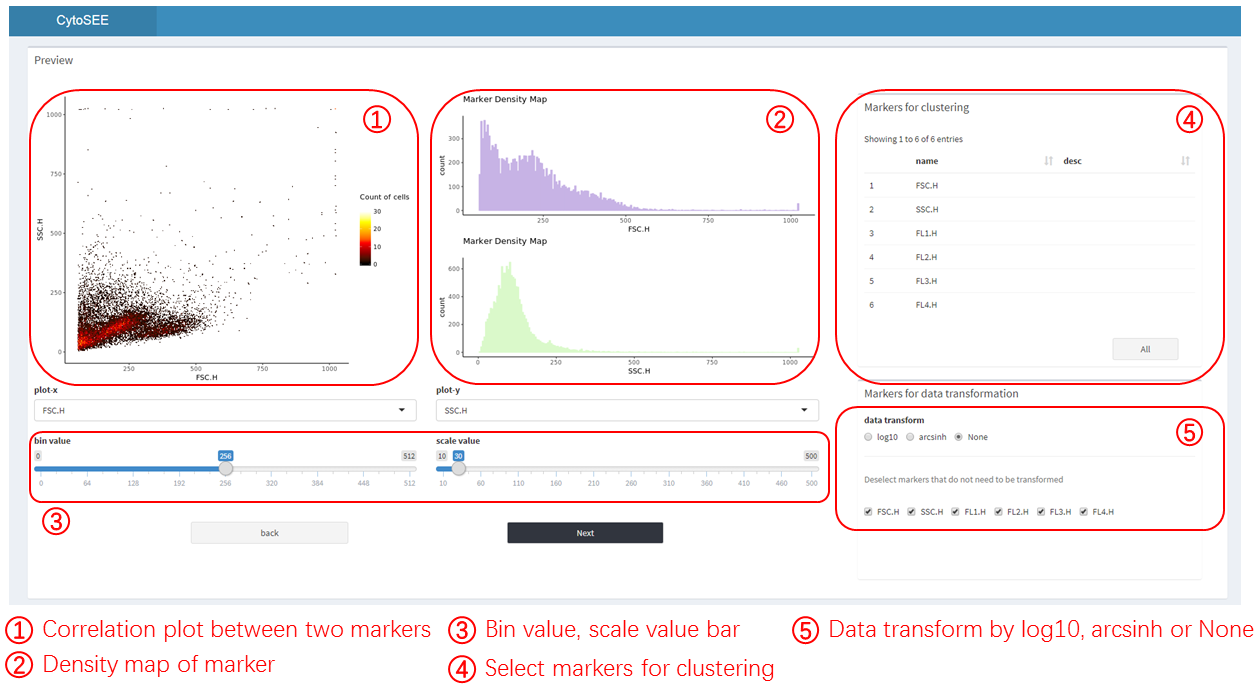 CytoSEE
Preview
①
1000
750
500
250
0
SSC.H
250 500 750 1000
FSC.H
Count of cells
30
20
10
0
②
Marker Density Map
300
200
100
0
count
250 500 750 1000
FSC.H
Marker Density Map
600
400
200
0
count
0 250 500 750 1000
SSC.H
④
Markers for clustering
Showing 1 to 6 of 6 entries
name desc
1 FSC.H
2 SSC.H
3 FL1.H
4 FL2.H
5 FL3.H
6 FL4.H
All
plot-x
FSC.H
plot-y
SSC.H
bin value
0 256 512
0 64 128 192 256 320 384 448 512
scale value
10 30 500
10 60 110 160 210 260 310 360 410 460 500
③
back
Next
Markers for data transformation
⑤
data transform
log10 arcsinh None
Deselect markers that do not need to be transformed
FSC.H SSC.H FL1.H FL2.H FL3.H FL4.H
① Correlation plot between two markers
② Density map of marker
③ Bin value, scale value bar
④ Select markers for clustering
⑤ Data transform by log10, arcsinh or None